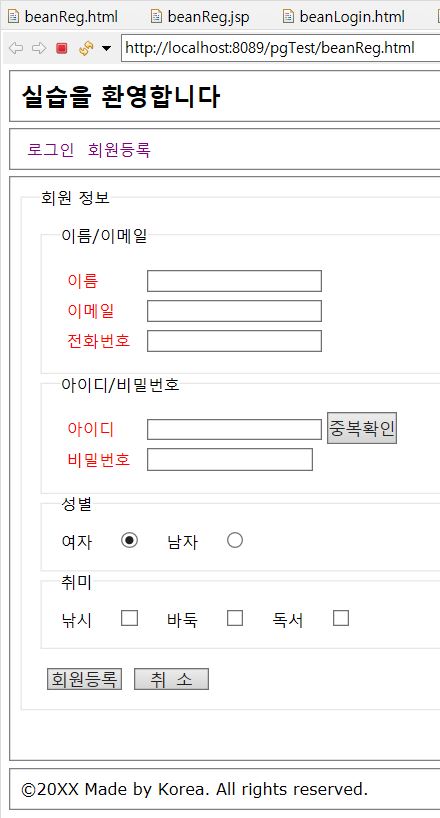 beanReg.html beanReg.jsp beanLogin.html
http://localhost:8089/pgTest/beanReg.html
실습을 환영합니다
로그인 회원등록
회원 정보
이름/이메일
이름
이메일
전화번호
아이디/비밀번호
아이디 중복확인
비밀번호
성별
여자 남자
취미
낚시 바둑 독서
회원등록 취 소
©20XX Made by Korea. All rights reserved.